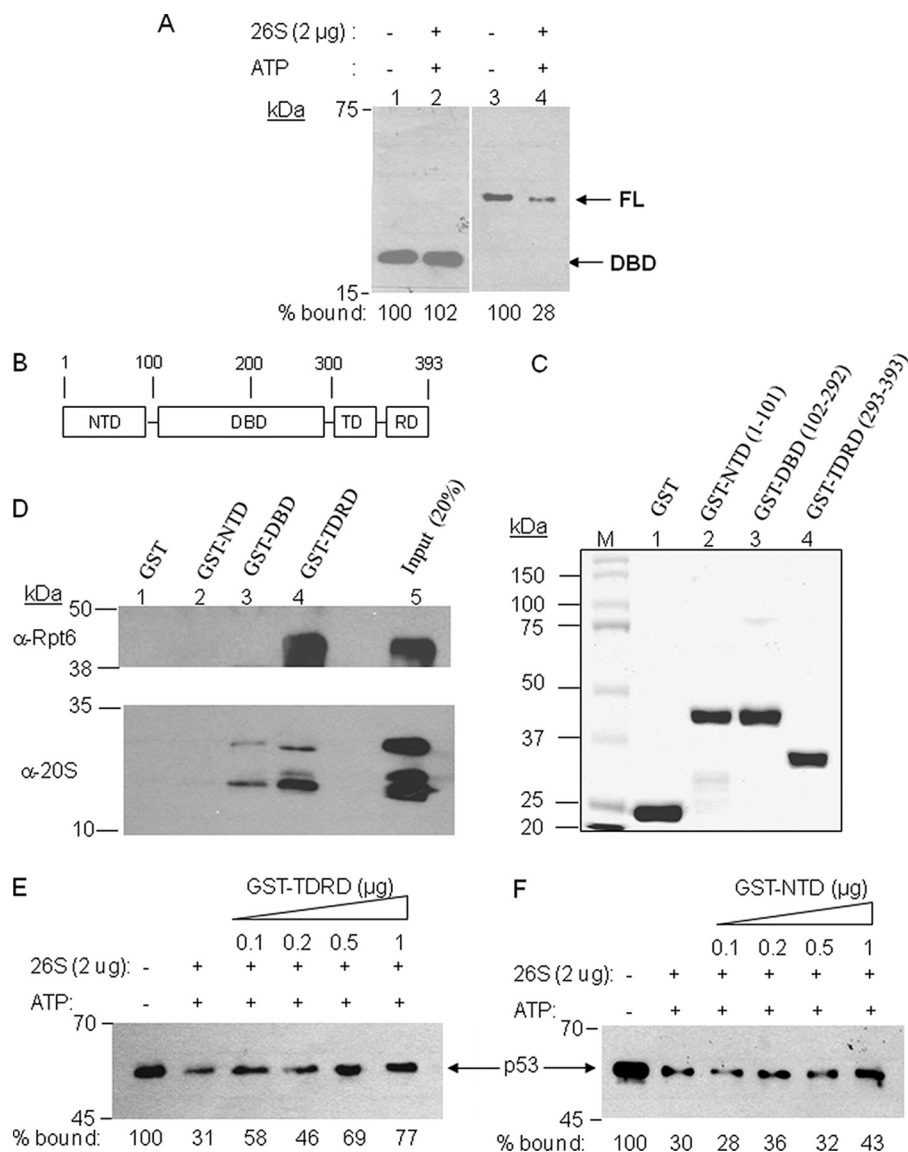 A
26S (2 µg) : - + - +
ATP : - + - +
kDa 1 2 3 4
75
FL
DBD
15
% bound: 100 102 100 28
B
1 100 200 300 393
NTD DBD TD RD
C
GST
GST-NTD (1-101)
GST-DBD (102-292)
GST-TDRD (293-393)
kDa M 1 2 3 4
150
100
75
50
37
25
20
D
GST
GST-NTD
GST-DBD
GST-TDRD
Input (20%)
kDa 1 2 3 4 5
50
α-Rpt6
38
35
α-20S
10
E
GST-TDRD (µg)
0.1 0.2 0.5 1
26S (2 ug): - + + + + +
ATP: - + + + + +
70
p53
45
% bound: 100 31 58 46 69 77
F
GST-NTD (µg)
0.1 0.2 0.5 1
26S (2 ug): - + + + + +
ATP: - + + + + +
70
45
% bound: 100 30 28 36 32 43